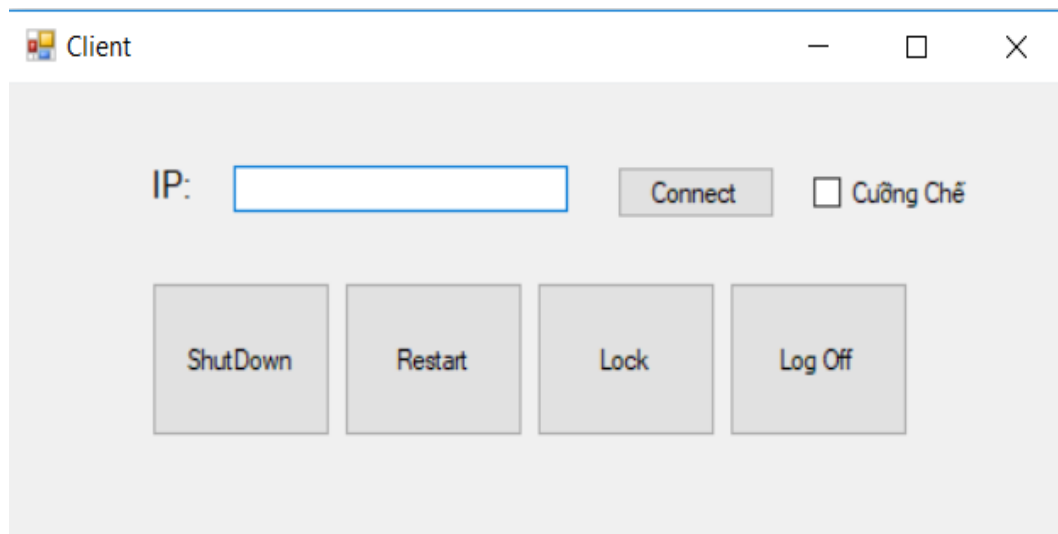 Client
IP:
Connect
Cưỡng Chế
ShutDown
Restart
Lock
Log Off